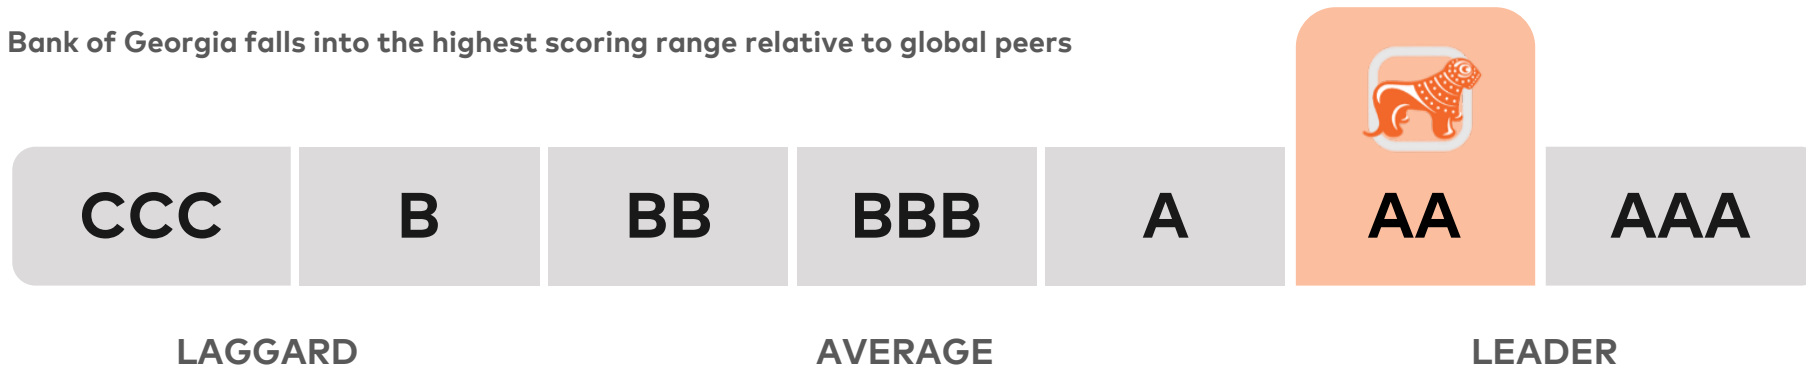 Bank of Georgia falls into the highest scoring range relative to global peers
CCC B BB BBB A AA AAA
LAGGARD AVERAGE LEADER